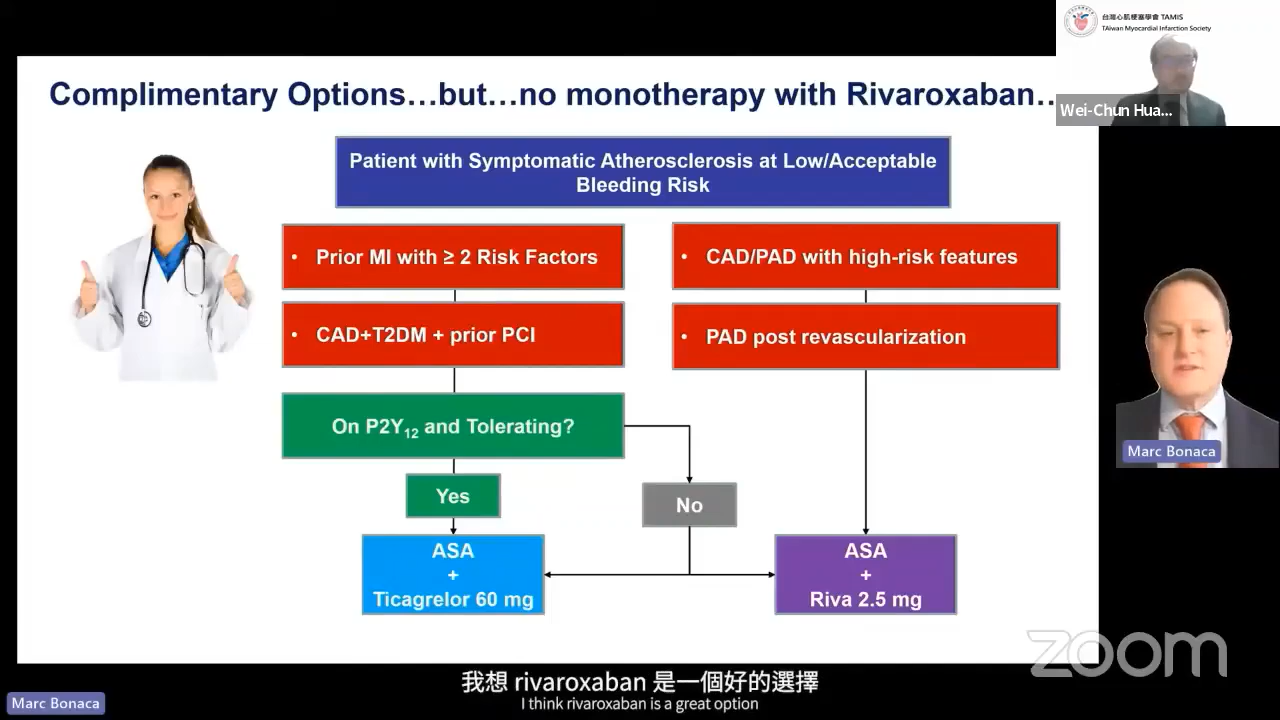 台灣心肌梗塞學會 TAMIS
TAiwan Myocardial Infarction Society
Wei-Chun Hua...
Complimentary Options…but…no monotherapy with Rivaroxaban…
Patient with Symptomatic Atherosclerosis at Low/Acceptable
Bleeding Risk
• Prior MI with ≥ 2 Risk Factors
• CAD+T2DM + prior PCI
On P2Y12 and Tolerating?
Yes
No
ASA
+
Ticagrelor 60 mg
• CAD/PAD with high-risk features
• PAD post revascularization
ASA
+
Riva 2.5 mg
Marc Bonaca
zoom
我想 rivaroxaban 是一個好的選擇
I think rivaroxaban is a great option
Marc Bonaca